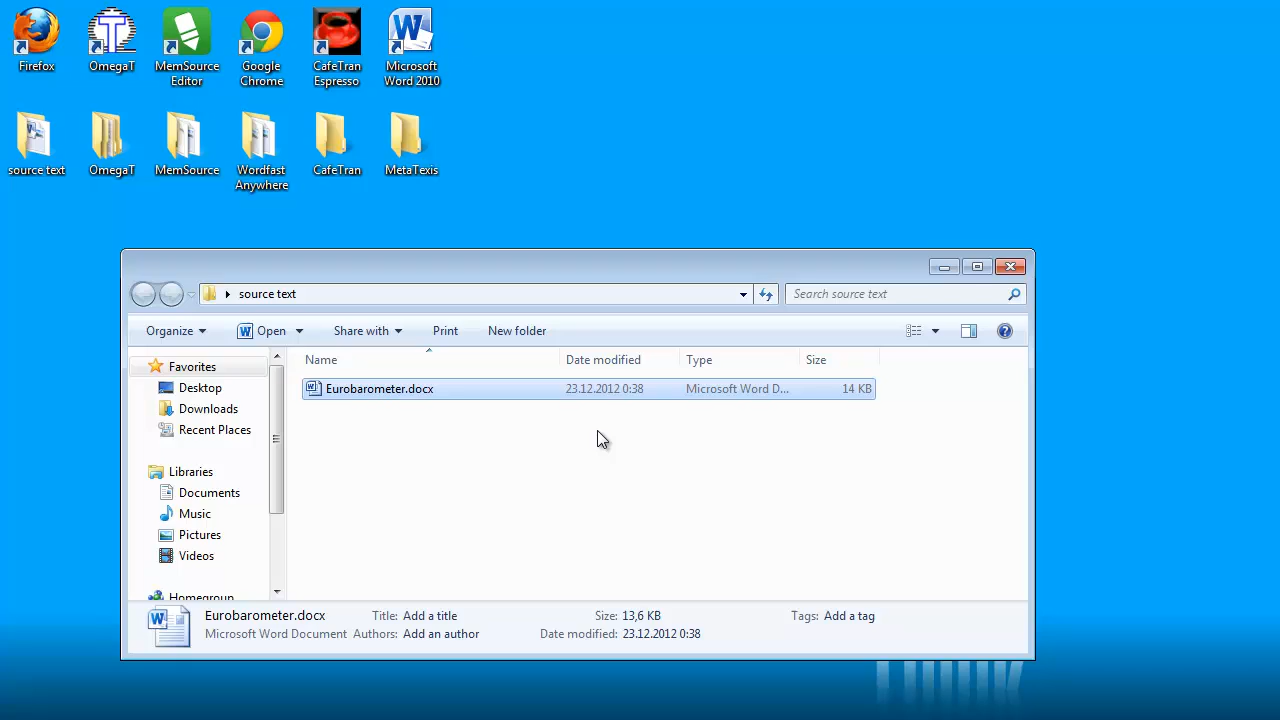 Firefox
OmegaT
MemSource
Editor
Google
Chrome
CafeTran
Espresso
Microsoft
Word 2010
source text
OmegaT
MemSource
Wordfast
Anywhere
CafeTran
MetaTexis
source text
Search source text
Organize
Open
Share with
Print
New folder
Name
Date modified
Type
Size
Favorites
Desktop
Downloads
Recent Places
Libraries
Documents
Music
Pictures
Videos
Homegroup
Eurobarometer.docx 23.12.2012 0:38 Microsoft Word D... 14 KB
Eurobarometer.docx Title: Add a title Size: 13,6 KB Tags: Add a tag
Microsoft Word Document Authors: Add an author Date modified: 23.12.2012 0:38